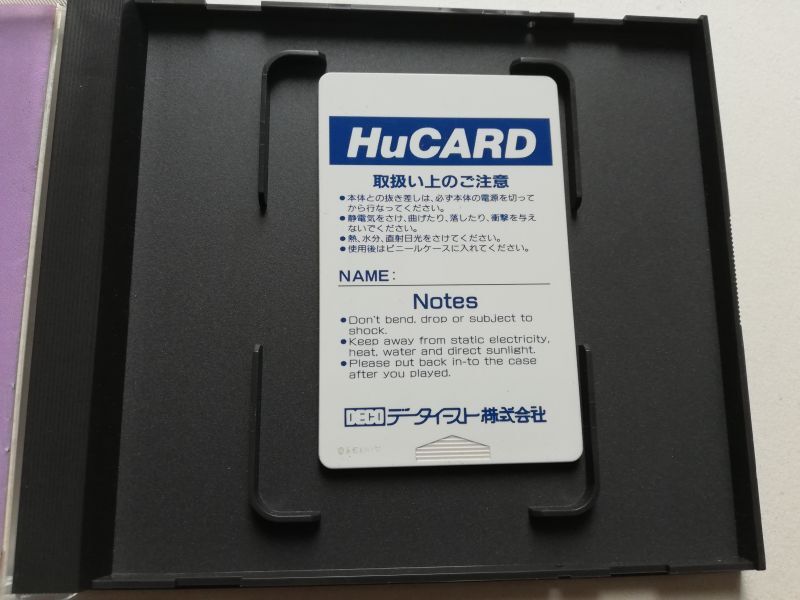 HuCARD
取扱い上のご注意
●本体との抜き差しは、必ず本体の電源を切って
から行なってください。
●静電気をさけ、曲げたり、落したり、衝撃を与え
ないでください。
●熱、水分、直射日光をさけてください。
●使用後はビニールケースに入れてください。
NAME:
Notes
●Don't bend, drop or subject to
shock.
●Keep away from static electricity,
heat, water and direct sunlight.
●Please put back in-to the case
after you played.
DECO データイースト株式会社